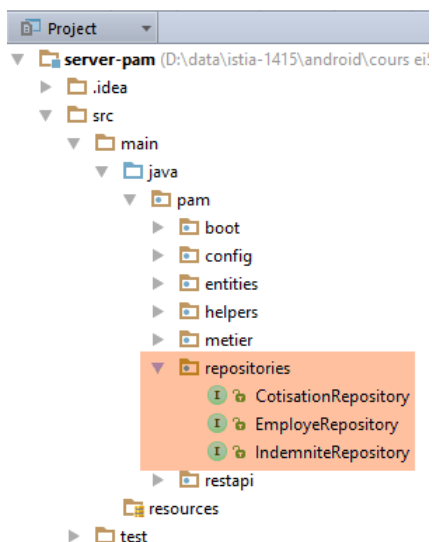 Project
server-pam (D:\data\istia-1415\android\cours ei5
.idea
src
main
java
pam
boot
config
entities
helpers
metier
repositories
CotisationRepository
EmployeRepository
IndemniteRepository
restapi
resources
test